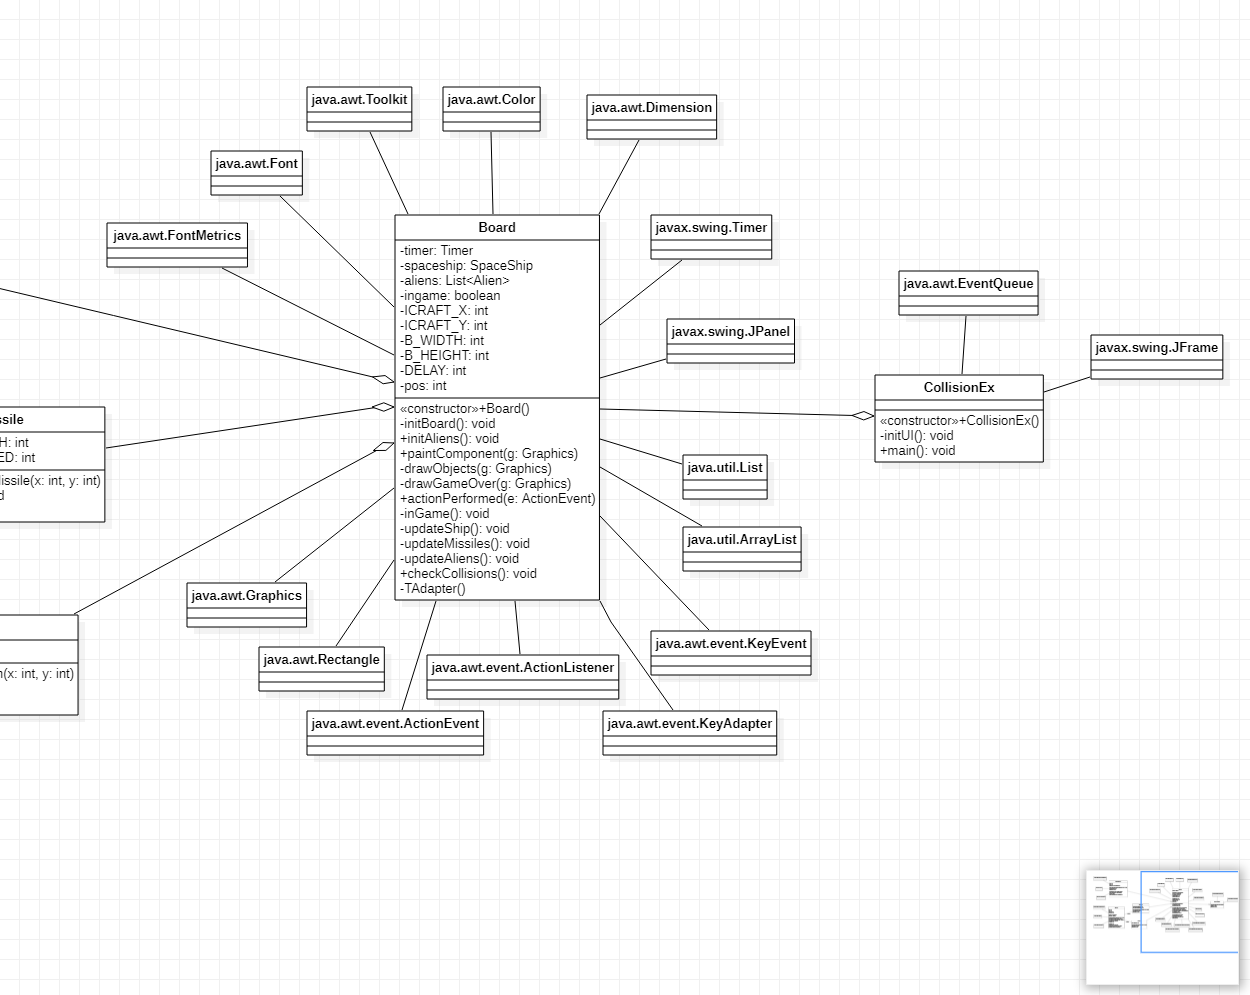 java.awt.Toolkit
java.awt.Color
java.awt.Dimension
java.awt.Font
java.awt.FontMetrics
Board
-timer: Timer
-spaceship: SpaceShip
-aliens: List<Alien>
-ingame: boolean
-ICRAFT_X: int
-ICRAFT_Y: int
-B_WIDTH: int
-B_HEIGHT: int
-DELAY: int
-pos: int
«constructor»+Board()
-initBoard(): void
+initAliens(): void
+paintComponent(g: Graphics)
-drawObjects(g: Graphics)
-drawGameOver(g: Graphics)
+actionPerformed(e: ActionEvent)
-inGame(): void
-updateShip(): void
-updateMissiles(): void
-updateAliens(): void
+checkCollisions(): void
-TAdapter()
javax.swing.Timer
javax.swing.JPanel
java.awt.EventQueue
javax.swing.JFrame
CollisionEx
«constructor»+CollisionEx()
-initUI(): void
+main(): void
java.util.List
java.util.ArrayList
ssile
H: int
ED: int
lissile(x: int, y: int)
d
n(x: int, y: int)
java.awt.Graphics
java.awt.Rectangle
java.awt.event.ActionListener
java.awt.event.KeyEvent
java.awt.event.ActionEvent
java.awt.event.KeyAdapter